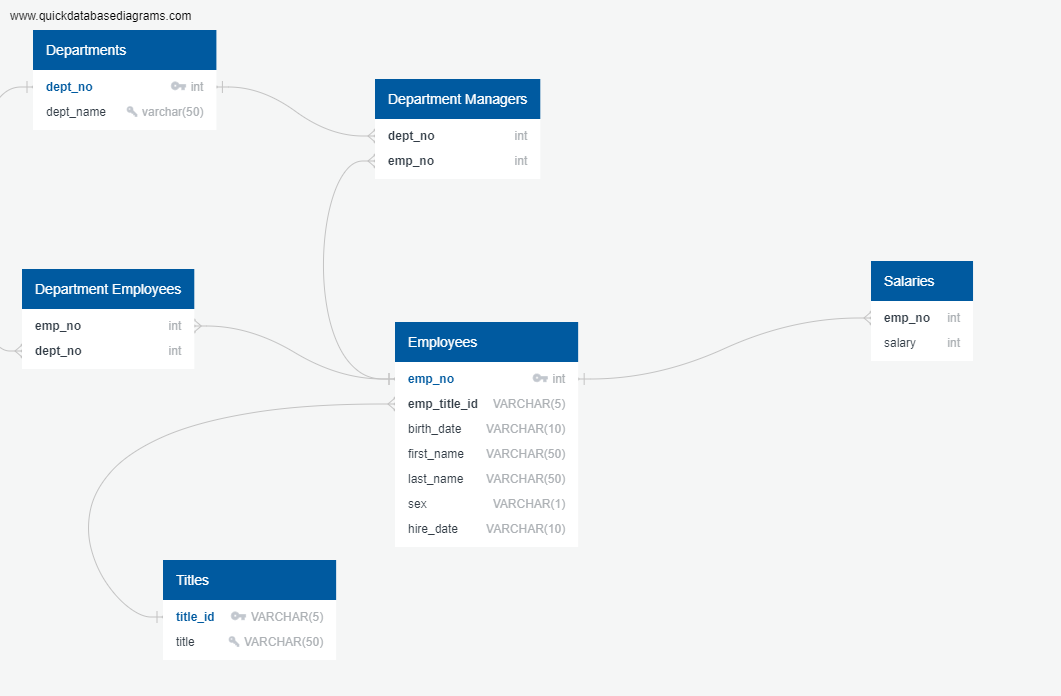 www.quickdatabasediagrams.com
Departments
dept_no int
dept_name varchar(50)
Department Managers
dept_no int
emp_no int
Department Employees
emp_no int
dept_no int
Employees
emp_no int
emp_title_id VARCHAR(5)
birth_date VARCHAR(10)
first_name VARCHAR(50)
last_name VARCHAR(50)
sex VARCHAR(1)
hire_date VARCHAR(10)
Salaries
emp_no int
salary int
Titles
title_id VARCHAR(5)
title VARCHAR(50)